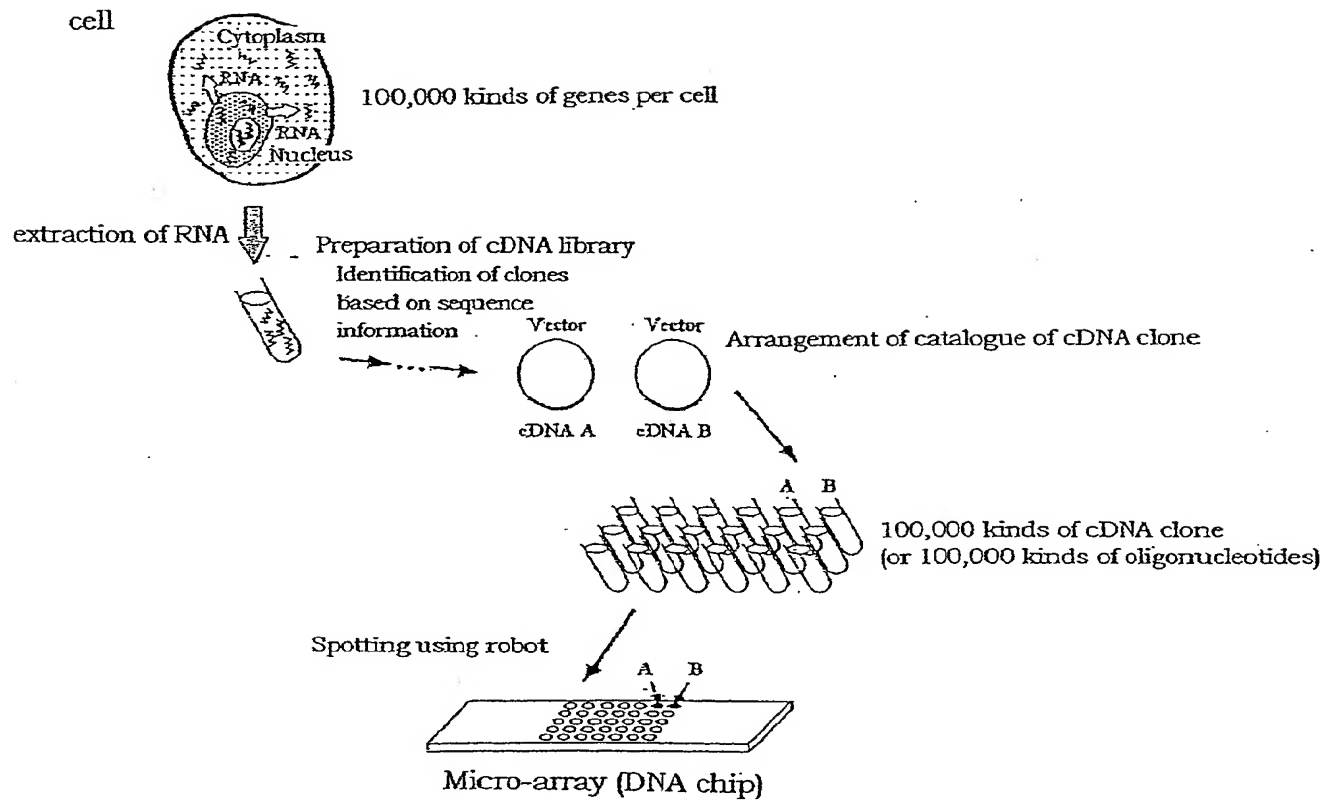 cell
Cytoplasm
RNA
100,000 kinds of genes per cell
RNA
Nucleus
extraction of RNA
Preparation of cDNA library
Identification of clones
based on sequence
information
Vector Vector
Arrangement of catalogue of cDNA clone
cDNA A cDNA B
A B
100,000 kinds of cDNA clone
(or 100,000 kinds of oligonucleotides)
Spotting using robot
A B
Micro-array (DNA chip)